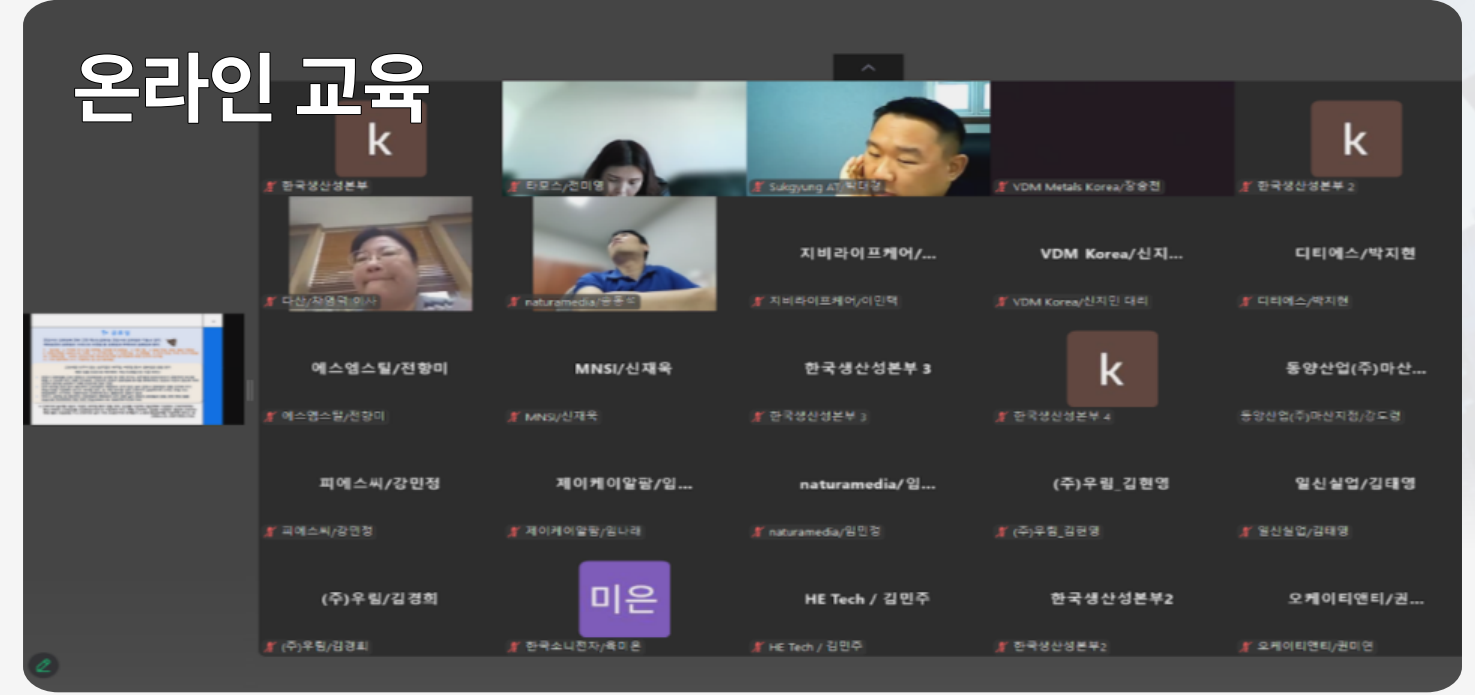 온라인 교육
k
k
한국생산성본부
타모스/전미영
Sukgyung AT/
VDM Metals Korea/장승전
한국생산성본부 2
지비라이프케어/...
VDM Korea/신지...
디티에스/박지현
다산/ 이사
naturamedia/
지비라이프케어/이민택
VDM Korea/신지민 대리
디티에스/박지현
에스엠스틸/전항미
MNSI/신재욱
한국생산성본부 3
k
동양산업(주)마산...
에스엠스틸/전항미
MNSI/신재욱
한국생산성본부 3
한국생산성본부 4
동양산업(주)마산지점/강도령
피에스씨/강민정
제이케이알팜/임...
naturamedia/임...
(주)우림_김현영
일신실업/김태영
피에스씨/강민정
제이케이알팜/임나래
naturamedia/임민정
(주)우림_김현영
일신실업/김태영
(주)우림/김경희
미은
HE Tech / 김민주
한국생산성본부2
오케이티앤티/권...
(주)우림/김경희
한국소니전자/육미은
HE Tech / 김민주
한국생산성본부2
오케이티앤티/권미연